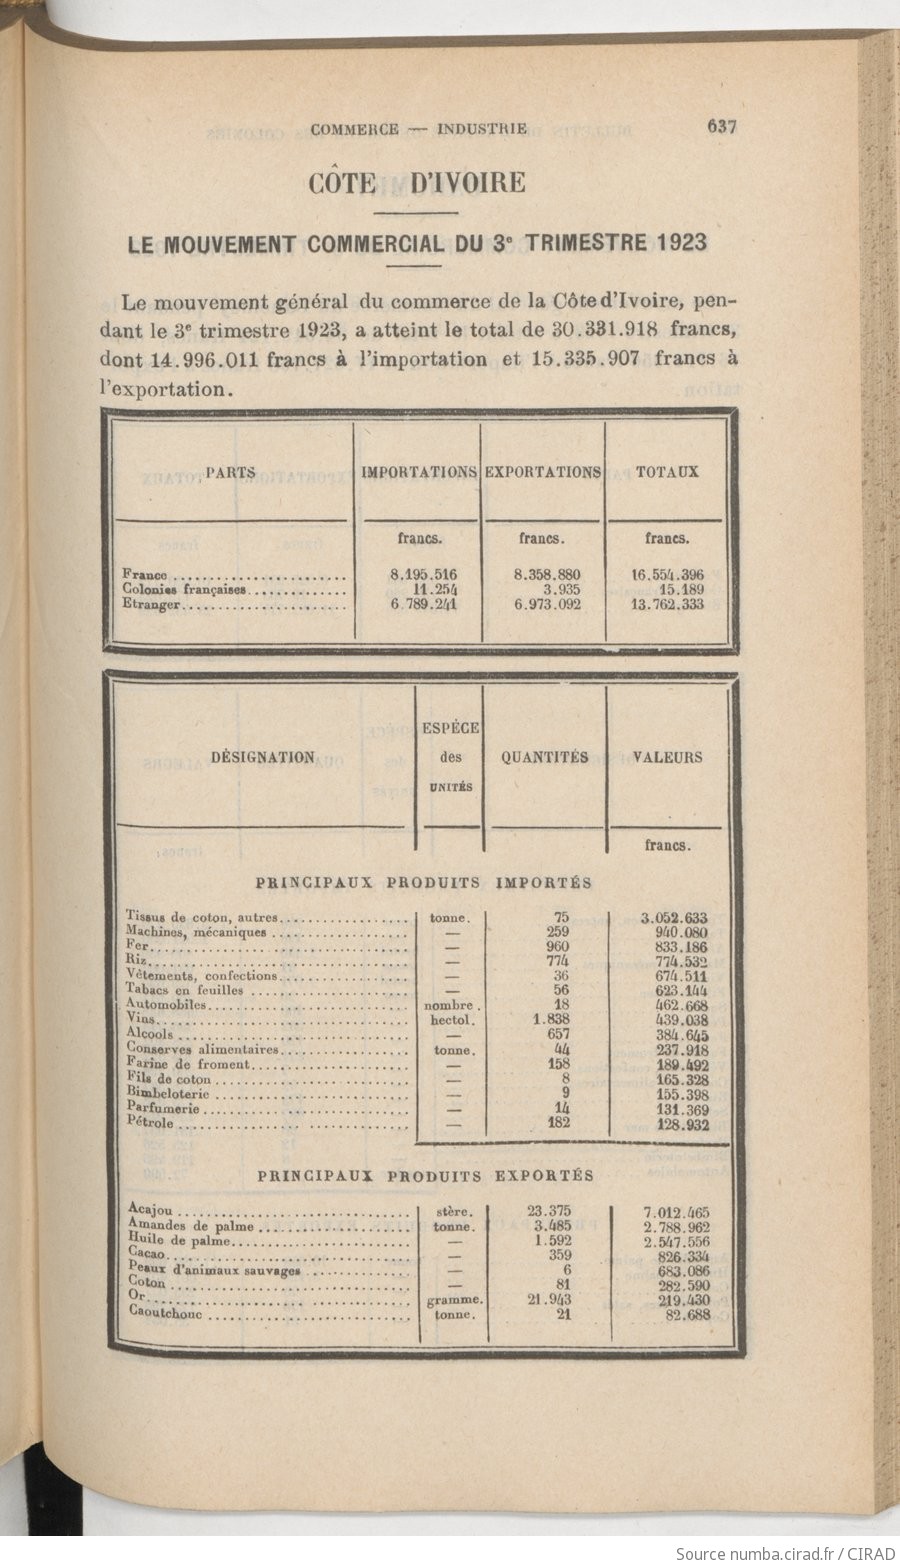 COMMERCE — INDUSTRIE 637
CÔTE D'IVOIRE
LE MOUVEMENT COMMERCIAL DU 3e TRIMESTRE 1923
Le mouvement général du commerce de la Côte d'Ivoire, pen-
dant le 3e trimestre 1923, a atteint le total de 30.331.918 francs,
dont 14.996.011 francs à l'importation et 15.335.907 francs à
l'exportation.
PARTS IMPORTATIONS EXPORTATIONS TOTAUX
francs. francs. francs.
France ........................ 8.195.516 8.358.880 16.554.396
Colonies françaises.............. 11.254 3.935 15.189
Etranger....................... 6.789.241 6.973.092 13.762.333
DÉSIGNATION ESPÉCE des UNITÉS QUANTITÉS VALEURS
francs.
PRINCIPAUX PRODUITS IMPORTÉS
Tissus de coton, autres.................. tonne. 75 3.052.633
Machines, mécaniques ................... — 259 940.080
Fer.................................... — 960 833.186
Riz.................................... — 774 774.532
Vêtements, confections.................. — 36 674.511
Tabacs en feuilles ...................... — 56 623.144
Automobiles............................ nombre. 18 462.668
Vins................................... hectol. 1.838 439.038
Alcools ................................ — 657 384.645
Conserves alimentaires.................. tonne. 44 237.918
Farine de froment...................... — 158 189.492
Fils de coton ........................... — 8 165.328
Bimbeloterie ........................... — 9 155.398
Parfumerie ............................. — 14 131.369
Pétrole ................................ — 182 128.932
PRINCIPAUX PRODUITS EXPORTÉS
Acajou ................................ stère. 23.375 7.012.465
Amandes de palme ..................... tonne. 3.485 2.788.962
Huile de palme......................... — 1.592 2.547.556
Cacao.................................. — 359 826.334
Peaux d'animaux sauvages .............. — 6 683.086
Coton ................................. — 81 282.590
Or..................................... gramme. 21.943 219.430
Caoutchouc ............................ tonne. 21 82.688
Source numba.cirad.fr / CIRAD